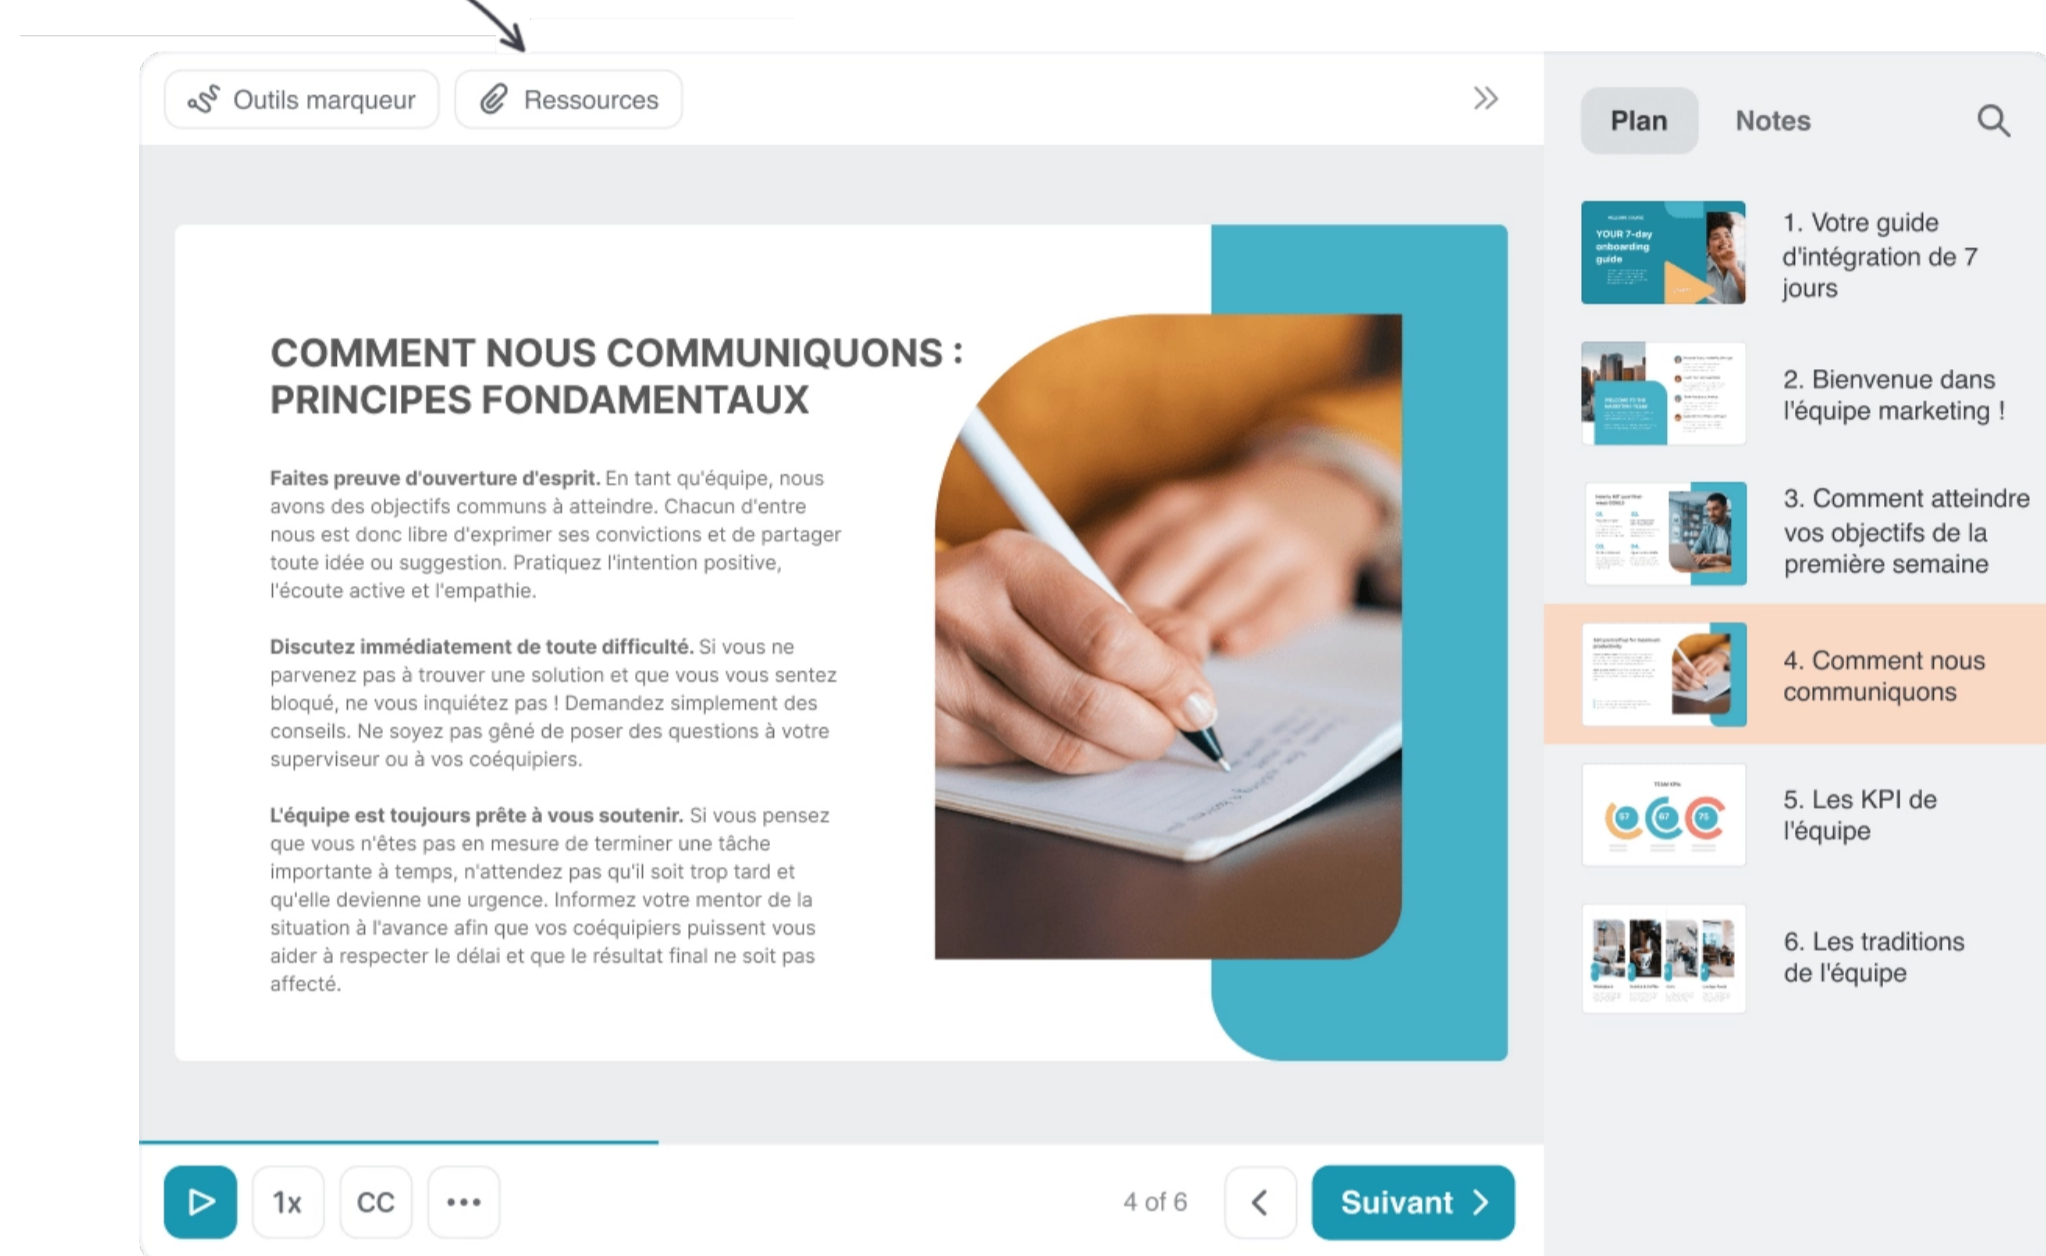 Outils marqueur
Ressources
COMMENT NOUS COMMUNIQUONS :
PRINCIPES FONDAMENTAUX
Faites preuve d'ouverture d'esprit. En tant qu'équipe, nous
avons des objectifs communs à atteindre. Chacun d'entre
nous est donc libre d'exprimer ses convictions et de partager
toute idée ou suggestion. Pratiquez l'intention positive,
l'écoute active et l'empathie.
Discutez immédiatement de toute difficulté. Si vous ne
parvenez pas à trouver une solution et que vous vous sentez
bloqué, ne vous inquiétez pas ! Demandez simplement des
conseils. Ne soyez pas gêné de poser des questions à votre
superviseur ou à vos coéquipiers.
L'équipe est toujours prête à vous soutenir. Si vous pensez
que vous n'êtes pas en mesure de terminer une tâche
importante à temps, n'attendez pas qu'il soit trop tard et
qu'elle devienne une urgence. Informez votre mentor de la
situation à l'avance afin que vos coéquipiers puissent vous
aider à respecter le délai et que le résultat final ne soit pas
affecté.
1x
CC
4 of 6
Suivant
Plan
Notes
YOUR 7-day
onboarding
guide
1. Votre guide
d'intégration de 7
jours
WELCOME TO THE
MARKETING TEAM
2. Bienvenue dans
l'équipe marketing !
3. Comment atteindre
vos objectifs de la
première semaine
4. Comment nous
communiquons
TEAM KPIs
57
67
75
5. Les KPI de
l'équipe
6. Les traditions
de l'équipe